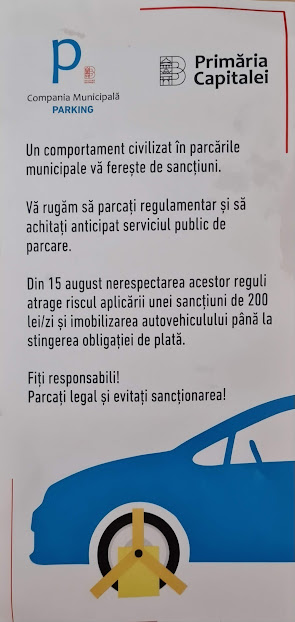 p
Compania Municipală
PARKING
B
Primăria
Capitalei
Un comportament civilizat în parcările
municipale vă ferește de sancțiuni.
Vă rugăm să parcați regulamentar și să
achitați anticipat serviciul public de
parcare.
Din 15 august nerespectarea acestor reguli
atrage riscul aplicării unei sancțiuni de 200
lei/zi și imobilizarea autovehiculului până la
stingerea obligației de plată.
Fiți responsabili!
Parcați legal și evitați sancționarea!